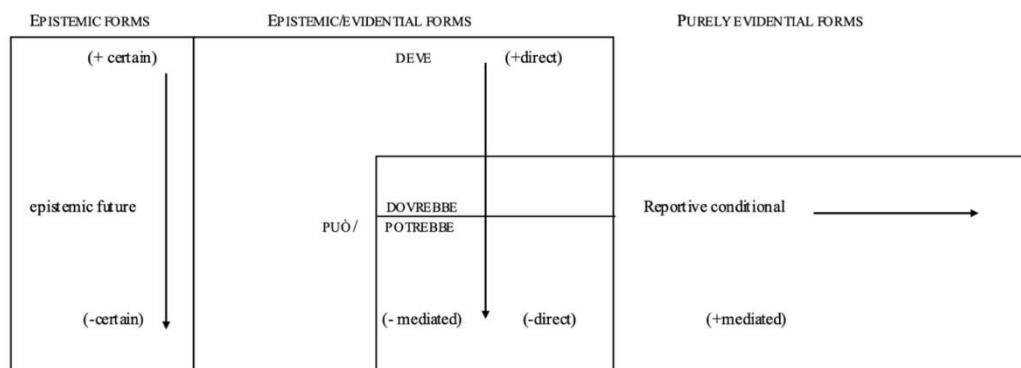 EPISTEMIC FORMS EPISTEMIC/EVIDENTIAL FORMS PURELY EVIDENTIAL FORMS
(+ certain) DEVE (+direct)
epistemic future DOVREBBE Reportive conditional
PUÒ/ POTREBBE
(-certain) (- mediated) (-direct) (+mediated)